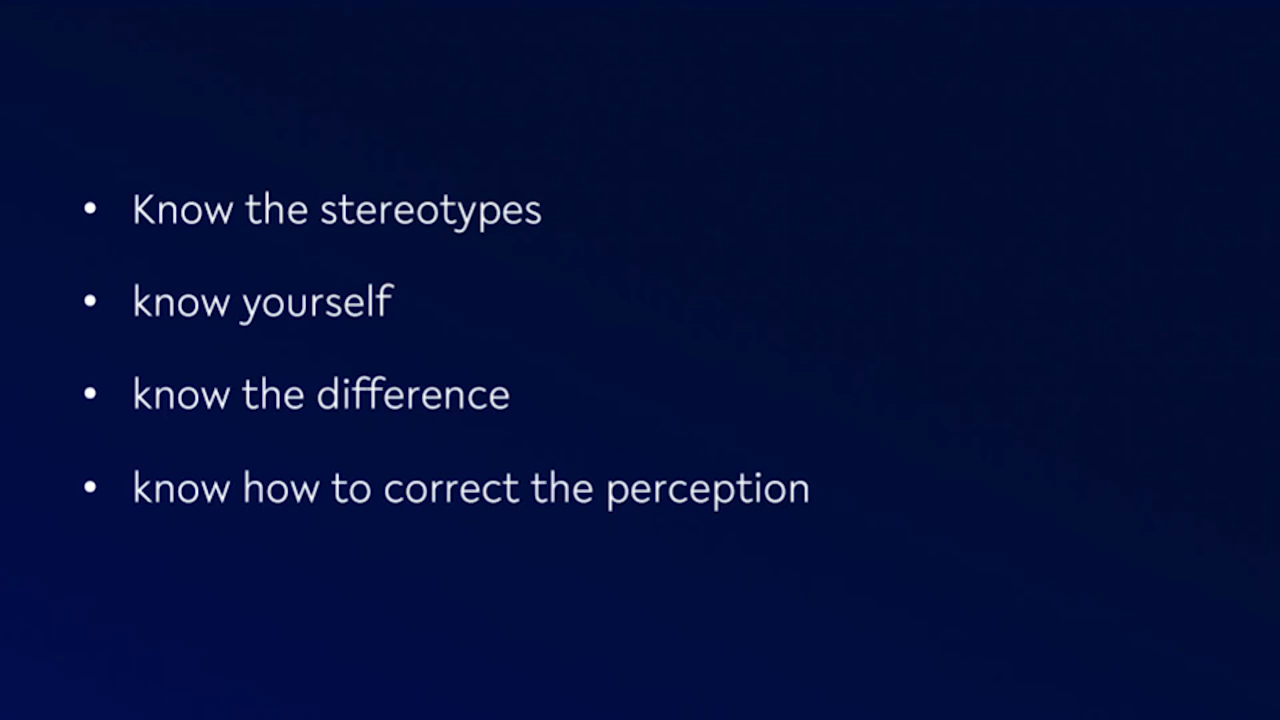 • Know the stereotypes
• know yourself
• know the difference
• know how to correct the perception